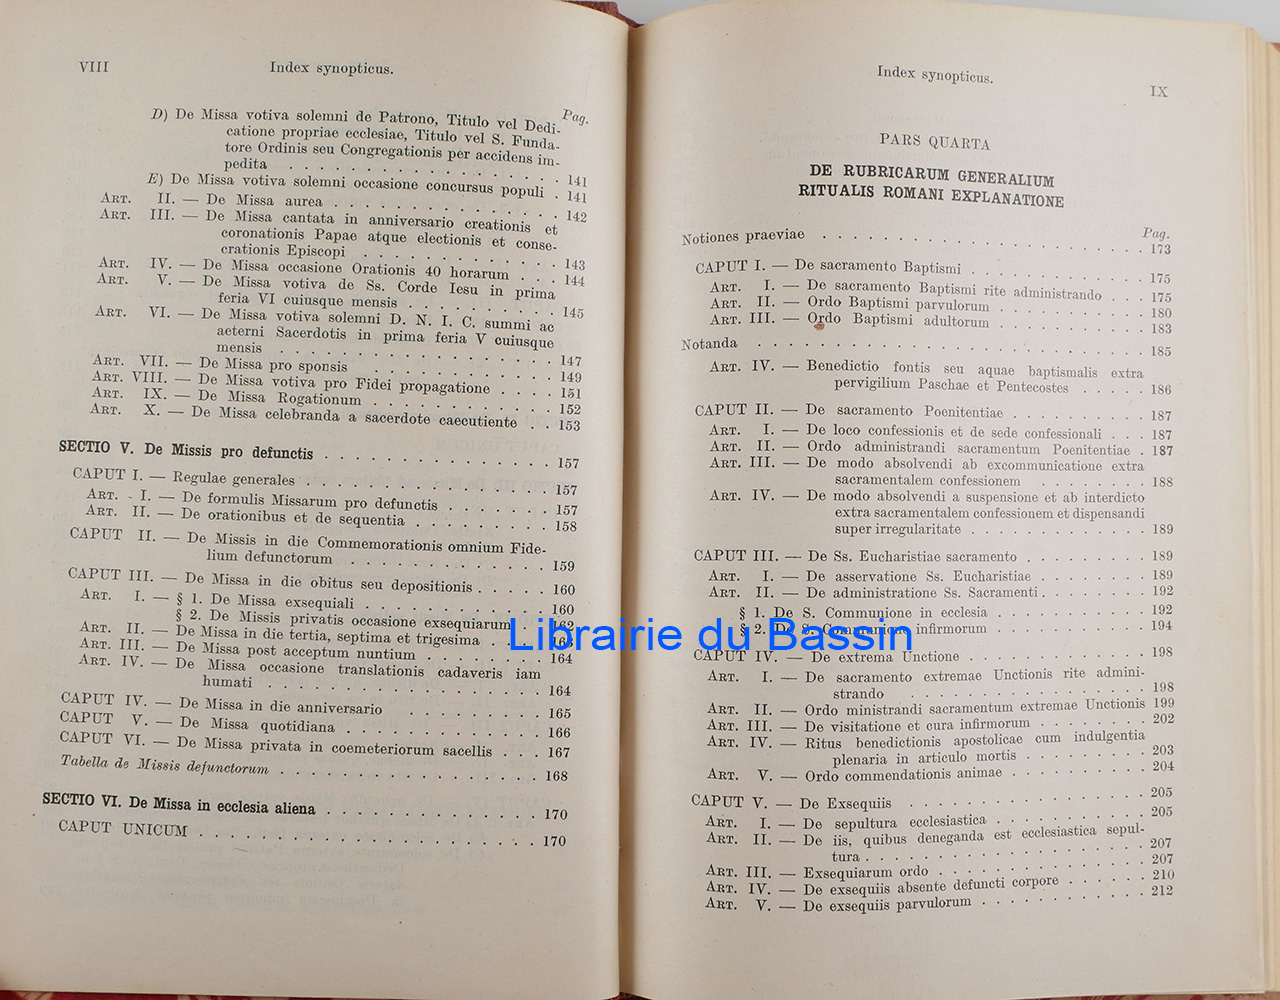 VIII
Index synopticus.
Pag.
D) De Missa votiva solemni de Patrono, Titulo vel Dedi-
catione propriae ecclesiae, Titulo vel S. Funda-
tore Ordinis seu Congregationis per accidens im-
pedita . . . . . . . . . . . . . . . . 141
E) De Missa votiva solemni occasione concursus populi . 141
ART. II. — De Missa aurea . . . . . . . . . . . . . 142
ART. III. — De Missa cantata in anniversario creationis et
coronationis Papae atque electionis et conse-
crationis Episcopi . . . . . . . . . . . . 143
ART. IV. — De Missa occasione Orationis 40 horarum . . . 144
ART. V. — De Missa votiva de Ss. Corde Iesu in prima
feria VI cuiusque mensis . . . . . . . . . 145
ART. VI. — De Missa votiva solemni D. N. I. C. summi ac
aeterni Sacerdotis in prima feria V cuiusque
mensis . . . . . . . . . . . . . . . . 147
ART. VII. — De Missa pro sponsis . . . . . . . . . . 149
ART. VIII. — De Missa votiva pro Fidei propagatione . . . . 151
ART. IX. — De Missa Rogationum . . . . . . . . . . 152
ART. X. — De Missa celebranda a sacerdote caecutiente . . 153
SECTIO V. De Missis pro defunctis . . . . . . . . . . . . . 157
CAPUT I. — Regulae generales . . . . . . . . . . . . . . 157
ART. I. — De formulis Missarum pro defunctis . . . . . . 157
ART. II. — De orationibus et de sequentia . . . . . . . . 158
CAPUT II. — De Missis in die Commemorationis omnium Fide-
lium defunctorum . . . . . . . . . . . . 159
CAPUT III. — De Missa in die obitus seu depositionis . . . . . 160
ART. I. — § 1. De Missa exsequiali . . . . . . . . . . 160
§ 2. De Missis privatis occasione exsequiarum . . 162
ART. II. — De Missa in die tertia, septima et trigesima . . . 163
ART. III. — De Missa post acceptum nuntium . . . . . . . 164
ART. IV. — De Missa occasione translationis cadaveris iam
humati . . . . . . . . . . . . . . . . 164
CAPUT IV. — De Missa in die anniversario . . . . . . . . 165
CAPUT V. — De Missa quotidiana . . . . . . . . . . . 166
CAPUT VI. — De Missa privata in coemeteriorum sacellis . . . 167
Tabella de Missis defunctorum . . . . . . . . . . . . . . . 168
SECTIO VI. De Missa in ecclesia aliena . . . . . . . . . . . . 170
CAPUT UNICUM . . . . . . . . . . . . . . . . . . . . 170
Index synopticus.
IX
PARS QUARTA
DE RUBRICARUM GENERALIUM
RITUALIS ROMANI EXPLANATIONE
Pag.
Notiones praeviae . . . . . . . . . . . . . . . . . . . . 173
CAPUT I. — De sacramento Baptismi . . . . . . . . . . . 175
ART. I. — De sacramento Baptismi rite administrando . . . 175
ART. II. — Ordo Baptismi parvulorum . . . . . . . . . 180
ART. III. — Ordo Baptismi adultorum . . . . . . . . . . 183
Notanda . . . . . . . . . . . . . . . . . . . . . . . . 185
ART. IV. — Benedictio fontis seu aquae baptismalis extra
pervigilium Paschae et Pentecostes . . . . . 186
CAPUT II. — De sacramento Poenitentiae . . . . . . . . . 187
ART. I. — De loco confessionis et de sede confessionali . . . 187
ART. II. — Ordo administrandi sacramentum Poenitentiae . 187
ART. III. — De modo absolvendi ab excommunicatione extra
sacramentalem confessionem . . . . . . . 188
ART. IV. — De modo absolvendi a suspensione et ab interdicto
extra sacramentalem confessionem et dispensandi
super irregularitate . . . . . . . . . . . 189
CAPUT III. — De Ss. Eucharistiae sacramento . . . . . . . . 189
ART. I. — De asservatione Ss. Eucharistiae . . . . . . . 189
ART. II. — De administratione Ss. Sacramenti . . . . . . . 192
§ 1. De S. Communione in ecclesia . . . . . . . . . 192
§ 2. De S. Communione infirmorum . . . . . . . . . 194
Librairie du Bassin
CAPUT IV. — De extrema Unctione . . . . . . . . . . . 198
ART. I. — De sacramento extremae Unctionis rite admini-
strando . . . . . . . . . . . . . . . 198
ART. II. — Ordo ministrandi sacramentum extremae Unctionis 199
ART. III. — De visitatione et cura infirmorum . . . . . . . 202
ART. IV. — Ritus benedictionis apostolicae cum indulgentia
plenaria in articulo mortis . . . . . . . . 203
ART. V. — Ordo commendationis animae . . . . . . . . 204
CAPUT V. — De Exsequiis . . . . . . . . . . . . . . . 205
ART. I. — De sepultura ecclesiastica . . . . . . . . . . 205
ART. II. — De iis, quibus deneganda est ecclesiastica sepul-
tura . . . . . . . . . . . . . . . . . 207
207
ART. III. — Exsequiarum ordo . . . . . . . . . . . . . 210
ART. IV. — De exsequiis absente defuncti corpore . . . . . 212
ART. V. — De exsequiis parvulorum . . . . . . . . . . .